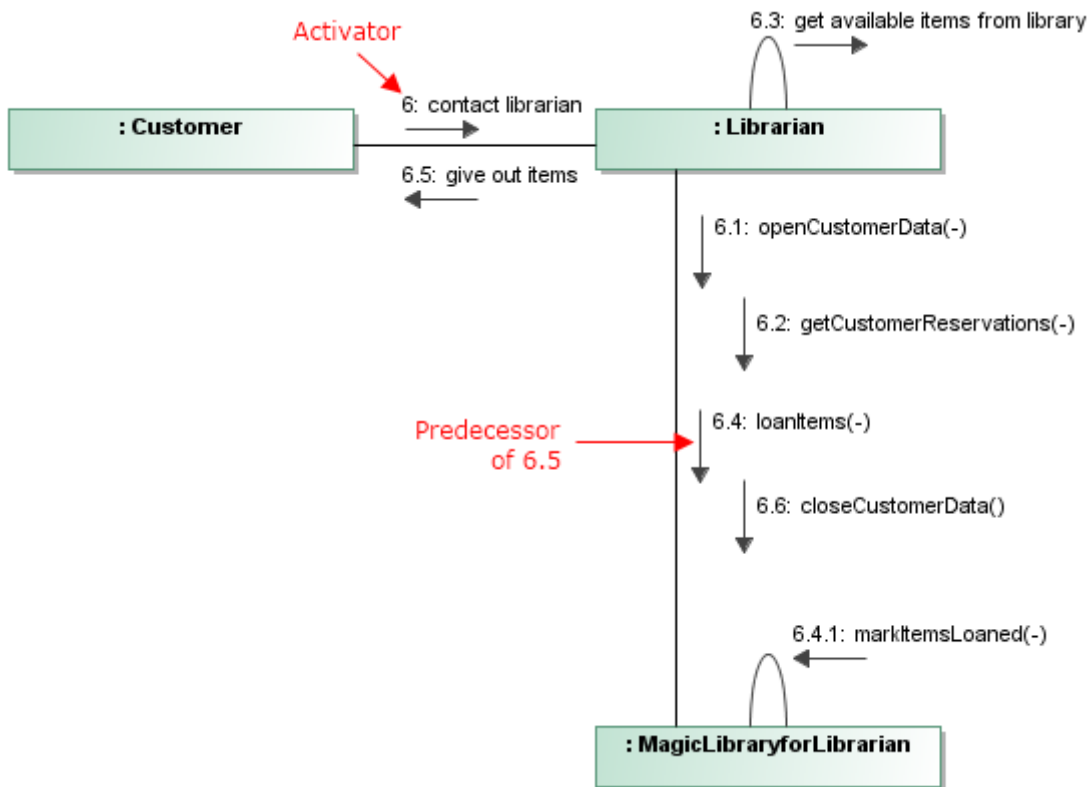 6.3: get available items from library
Activator
6: contact librarian
: Customer
: Librarian
6.5: give out items
6.1: openCustomerData(-)
6.2: getCustomerReservations(-)
6.4: loanItems(-)
Predecessor
of 6.5
6.6: closeCustomerData()
6.4.1: markItemsLoaned(-)
: MagicLibraryforLibrarian